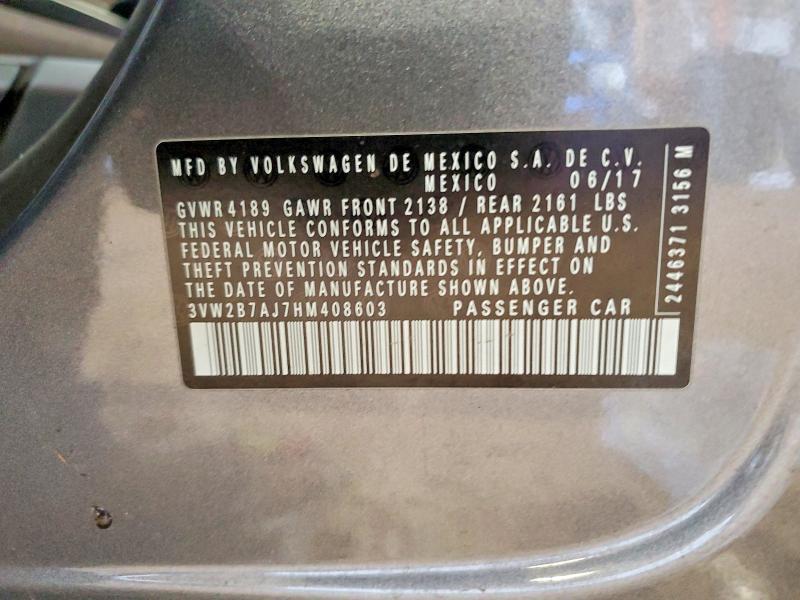 MFD BY VOLKSWAGEN DE MEXICO S.A. DE C.V.
MEXICO 06/17
GVWR 4189 GAWR FRONT 2138 / REAR 2161 LBS
THIS VEHICLE CONFORMS TO ALL APPLICABLE U.S.
FEDERAL MOTOR VEHICLE SAFETY, BUMPER AND
THEFT PREVENTION STANDARDS IN EFFECT ON
THE DATE OF MANUFACTURE SHOWN ABOVE.
3VW2B7AJ7HM408603 PASSENGER CAR
2446371 3156 M